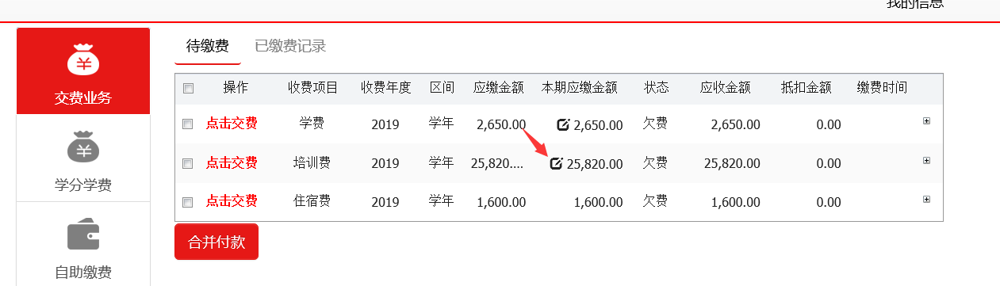 我的信息
交费业务
学分学费
自助缴费
待缴费 已缴费记录
操作 收费项目 收费年度 区间 应缴金额 本期应缴金额 状态 应收金额 抵扣金额 缴费时间
点击交费 学费 2019 学年 2,650.00 2,650.00 欠费 2,650.00 0.00
点击交费 培训费 2019 学年 25,820.... 25,820.00 欠费 25,820.00 0.00
点击交费 住宿费 2019 学年 1,600.00 1,600.00 欠费 1,600.00 0.00
合并付款